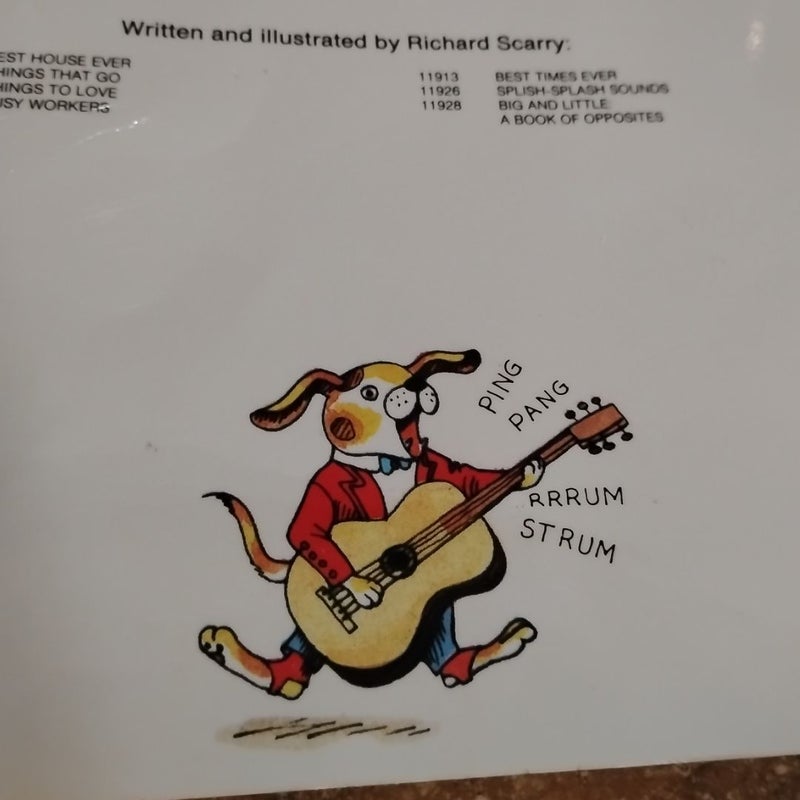 Written and illustrated by Richard Scarry:
EST HOUSE EVER
HINGS THAT GO
HINGS TO LOVE
USY WORKERS
11913 BEST TIMES EVER
11926 SPLISH-SPLASH SOUNDS
11928 BIG AND LITTLE
A BOOK OF OPPOSITES
PING
PANG
RRRUM
STRUM